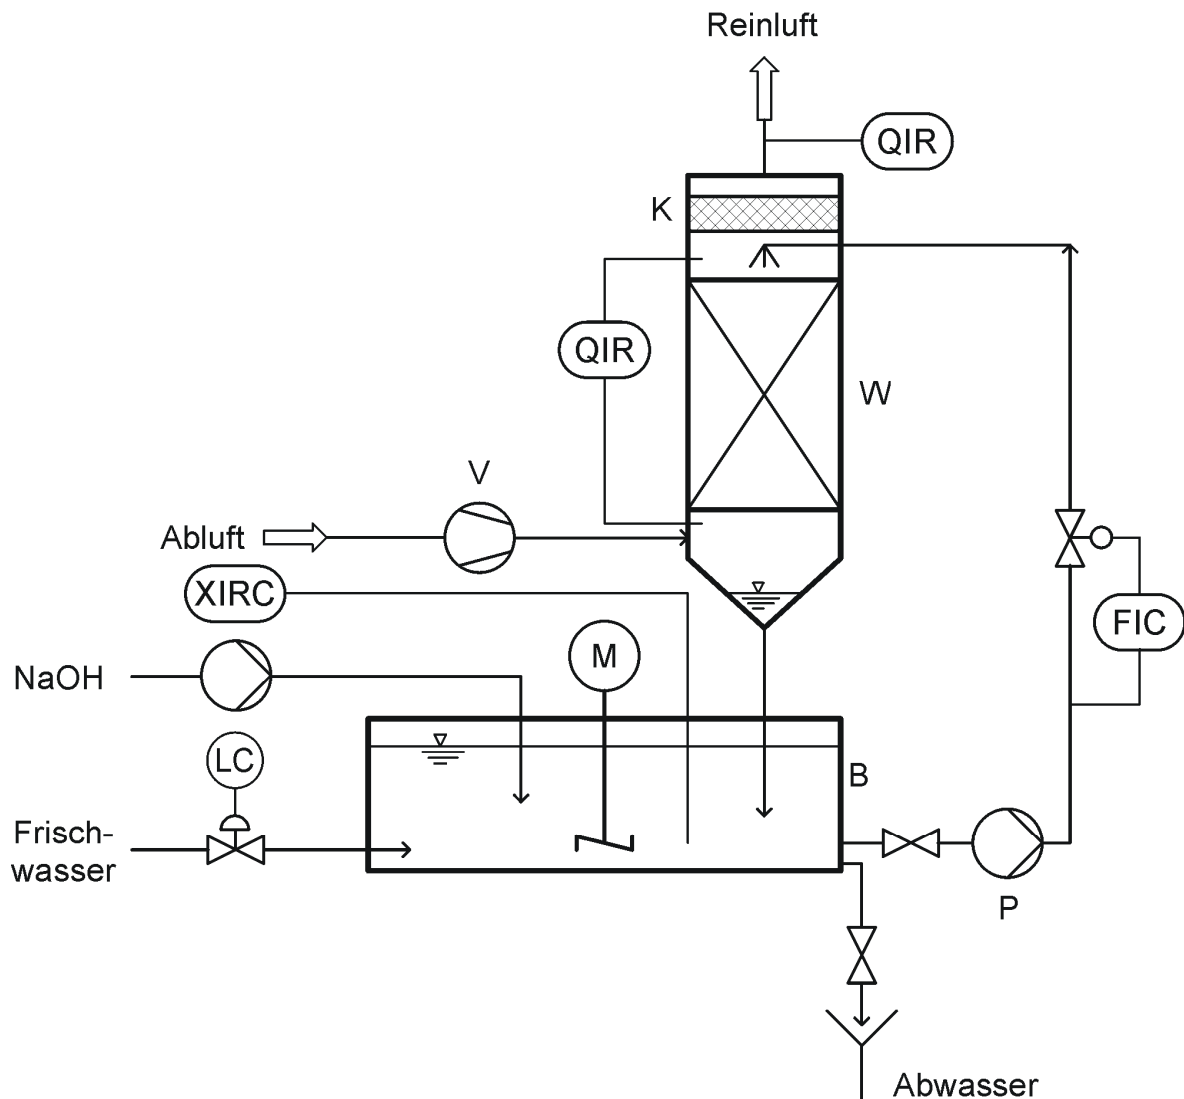 Reinluft
QIR
K
QIR
W
V
Abluft
XIRC
FIC
M
NaOH
LC
B
Frisch-
wasser
P
Abwasser